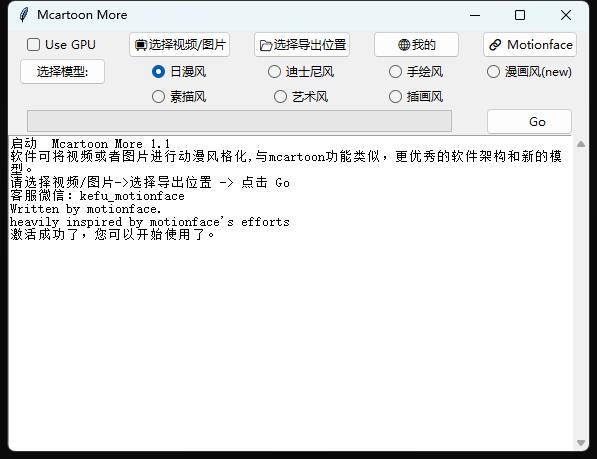 Mcartoon More
Use GPU 选择视频/图片 选择导出位置 我的 Motionface
选择模型: 日漫风 迪士尼风 手绘风 漫画风(new)
素描风 艺术风 插画风
Go
启动 Mcartoon More 1.1
软件可将视频或者图片进行动漫风格化,与mcartoon功能类似，更优秀的软件架构和新的模
型。
请选择视频/图片->选择导出位置 -> 点击 Go
客服微信：kefu_motionface
Written by motionface.
heavily inspired by motionface's efforts
激活成功了，您可以开始使用了。